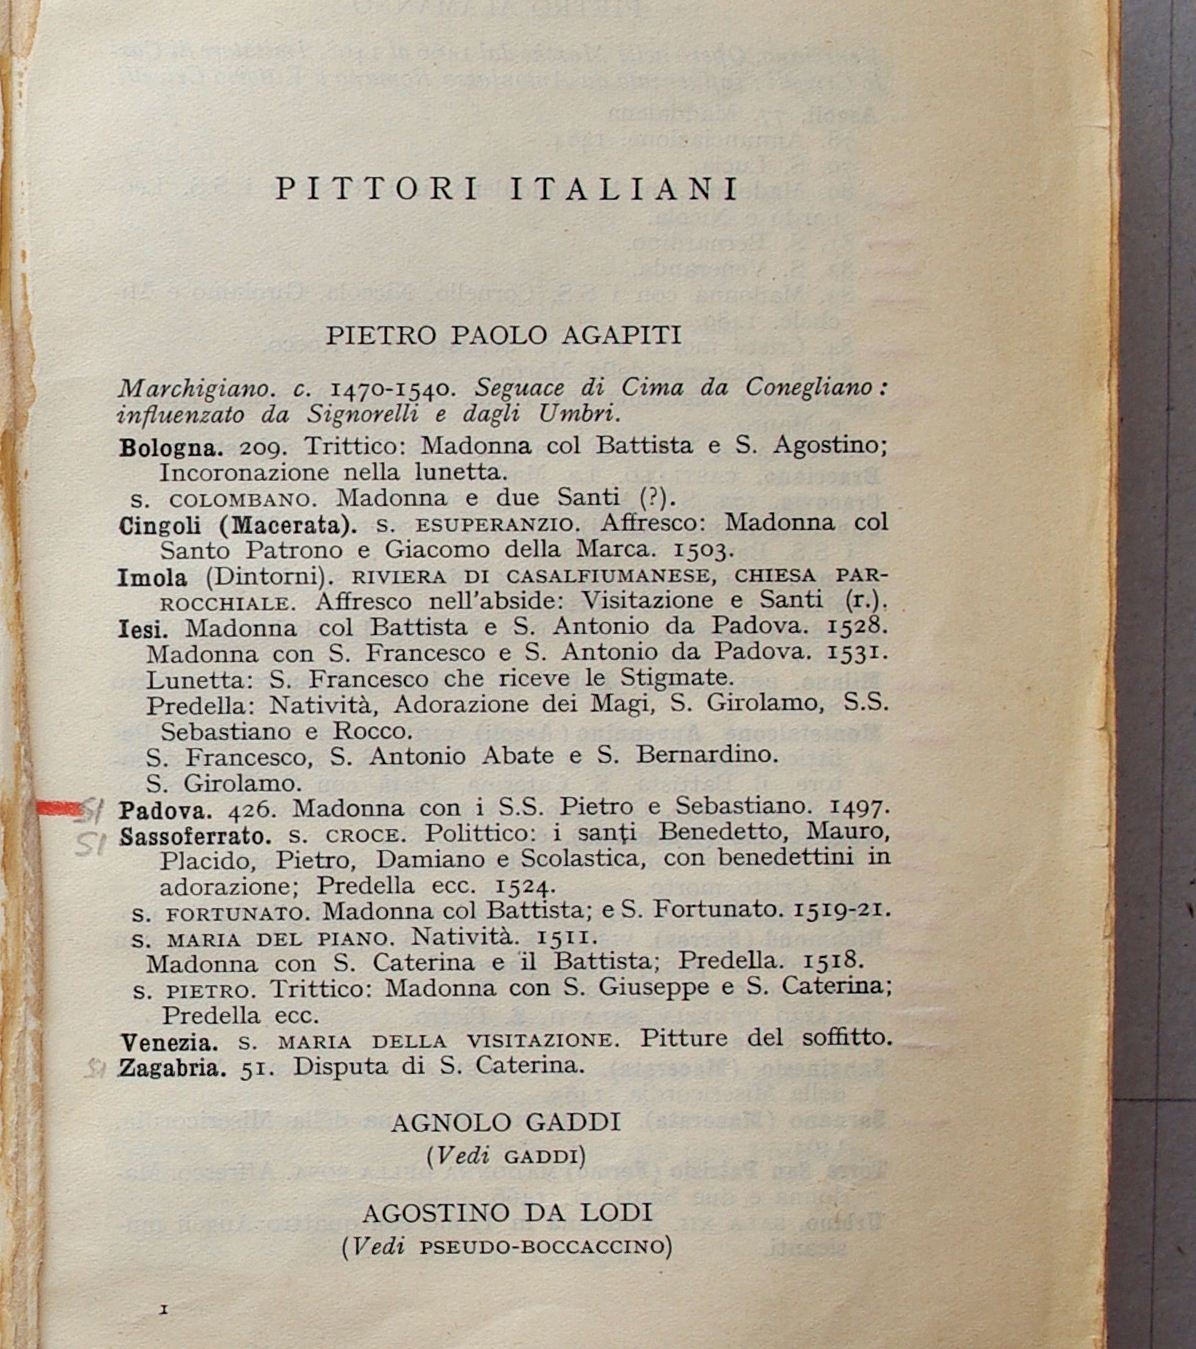 PITTORI ITALIANI
PIETRO PAOLO AGAPITI
Marchigiano. c. 1470-1540. Seguace di Cima da Conegliano:
influenzato da Signorelli e dagli Umbri.
Bologna. 209. Trittico: Madonna col Battista e S. Agostino;
Incoronazione nella lunetta.
S. COLOMBANO. Madonna e due Santi (?).
Cingoli (Macerata). S. ESUPERANZIO. Affresco: Madonna col
Santo Patrono e Giacomo della Marca. 1503.
Imola (Dintorni). RIVIERA DI CASALFIUMANESE, CHIESA PAR-
ROCCHIALE. Affresco nell'abside: Visitazione e Santi (r.).
Iesi. Madonna col Battista e S. Antonio da Padova. 1528.
Madonna con S. Francesco e S. Antonio da Padova. 1531.
Lunetta: S. Francesco che riceve le Stigmate.
Predella: Natività, Adorazione dei Magi, S. Girolamo, S.S.
Sebastiano e Rocco.
S. Francesco, S. Antonio Abate e S. Bernardino.
S. Girolamo.
SI Padova. 426. Madonna con i S.S. Pietro e Sebastiano. 1497.
SI Sassoferrato. S. CROCE. Polittico: i santi Benedetto, Mauro,
Placido, Pietro, Damiano e Scolastica, con benedettini in
adorazione; Predella ecc. 1524.
S. FORTUNATO. Madonna col Battista; e S. Fortunato. 1519-21.
S. MARIA DEL PIANO. Natività. 1511.
Madonna con S. Caterina e il Battista; Predella. 1518.
S. PIETRO. Trittico: Madonna con S. Giuseppe e S. Caterina;
Predella ecc.
Venezia. S. MARIA DELLA VISITAZIONE. Pitture del soffitto.
SI Zagabria. 51. Disputa di S. Caterina.
AGNOLO GADDI
(Vedi GADDI)
AGOSTINO DA LODI
(Vedi PSEUDO-BOCCACCINO)
1